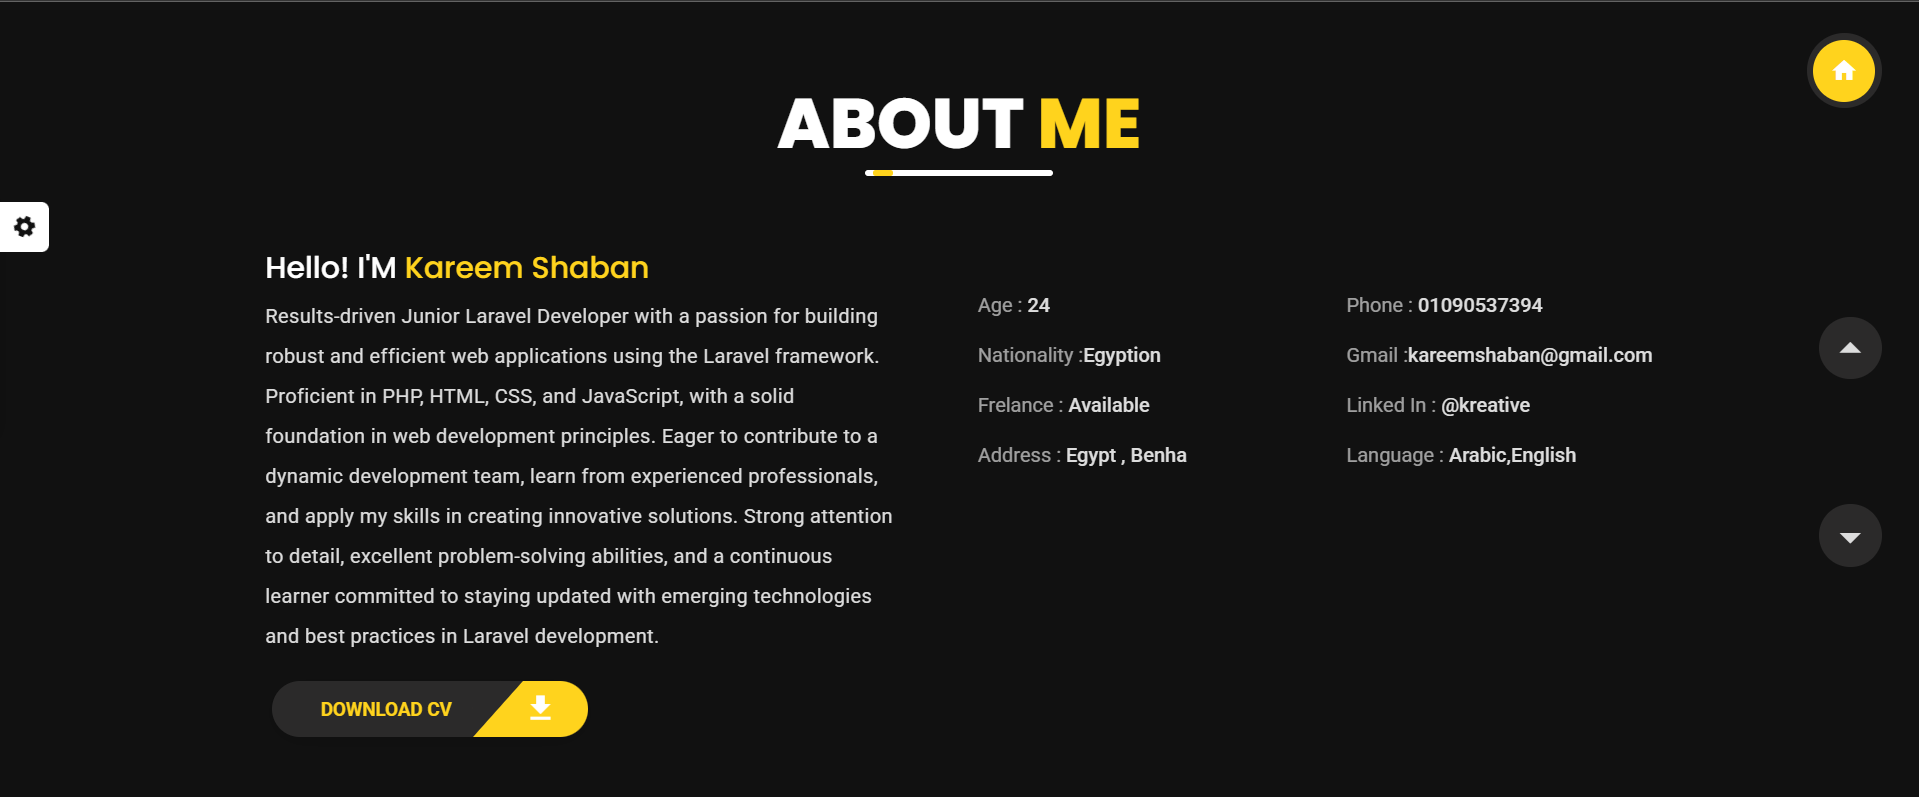 ABOUT ME
Hello! I'M Kareem Shaban
Results-driven Junior Laravel Developer with a passion for building
robust and efficient web applications using the Laravel framework.
Proficient in PHP, HTML, CSS, and JavaScript, with a solid
foundation in web development principles. Eager to contribute to a
dynamic development team, learn from experienced professionals,
and apply my skills in creating innovative solutions. Strong attention
to detail, excellent problem-solving abilities, and a continuous
learner committed to staying updated with emerging technologies
and best practices in Laravel development.
DOWNLOAD CV
Age : 24
Nationality :Egyption
Frelance : Available
Address : Egypt , Benha
Phone : 01090537394
Gmail :kareemshaban@gmail.com
Linked In : @kreative
Language : Arabic,English